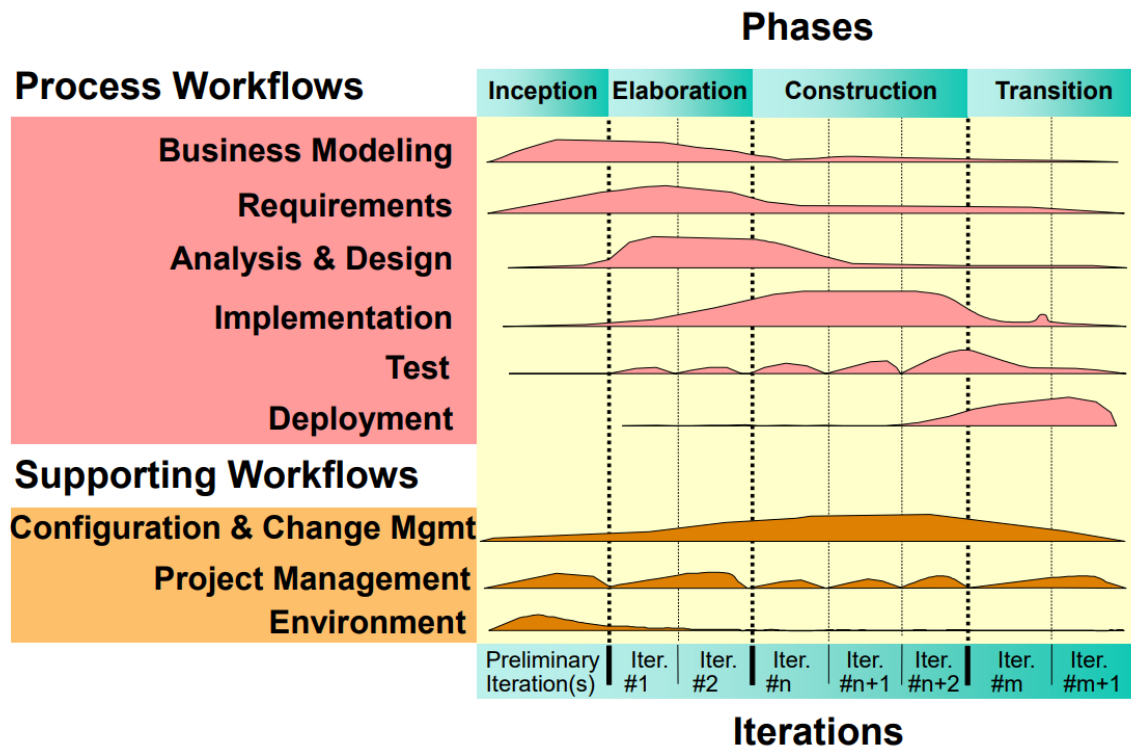 Phases
Process Workflows
Inception
Elaboration
Construction
Transition
Business Modeling
Requirements
Analysis & Design
Implementation
Test
Deployment
Supporting Workflows
Configuration & Change Mgmt
Project Management
Environment
Preliminary
Iteration(s)
Iter.
#1
Iter.
#2
Iter.
#n
Iter.
#n+1
Iter.
#n+2
Iter.
#m
Iter.
#m+1
Iterations